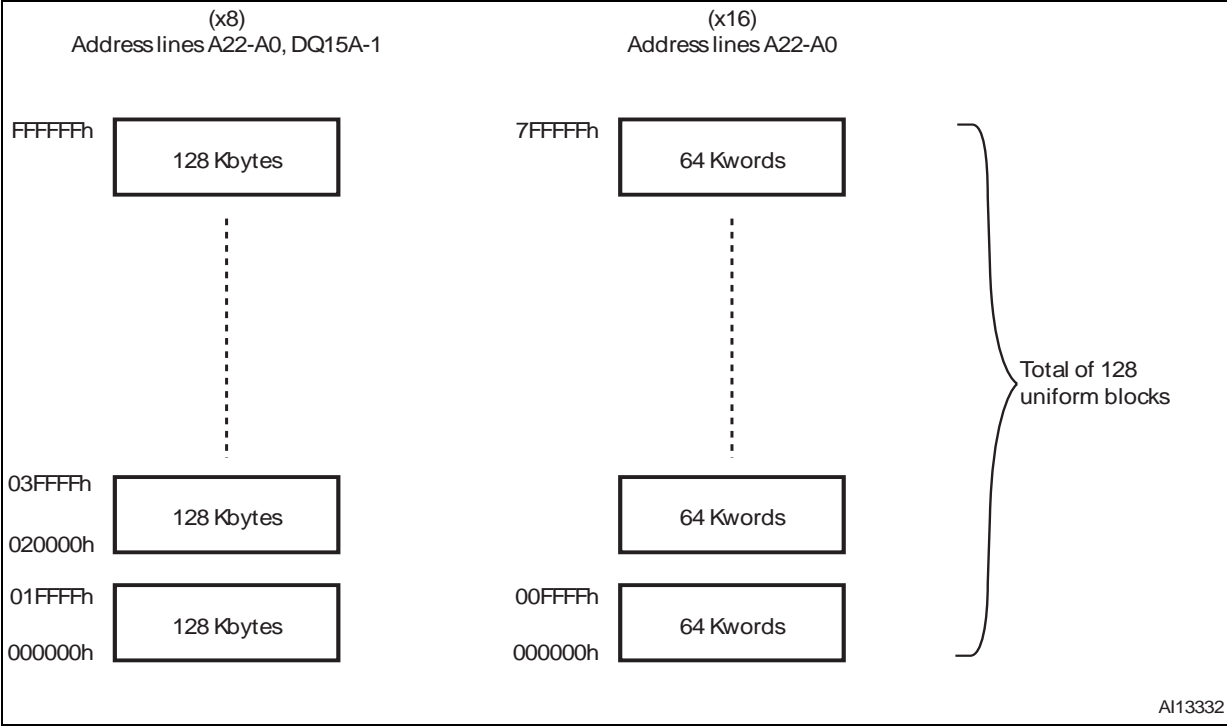 (x8)
Address lines A22-A0, DQ15A-1
(x16)
Address lines A22-A0
FFFFFFh
128 Kbytes
7FFFFFh
64 Kwords
Total of 128
uniform blocks
03FFFFh
128 Kbytes
020000h
64 Kwords
01FFFFh
128 Kbytes
000000h
00FFFFh
64 Kwords
000000h
AI13332